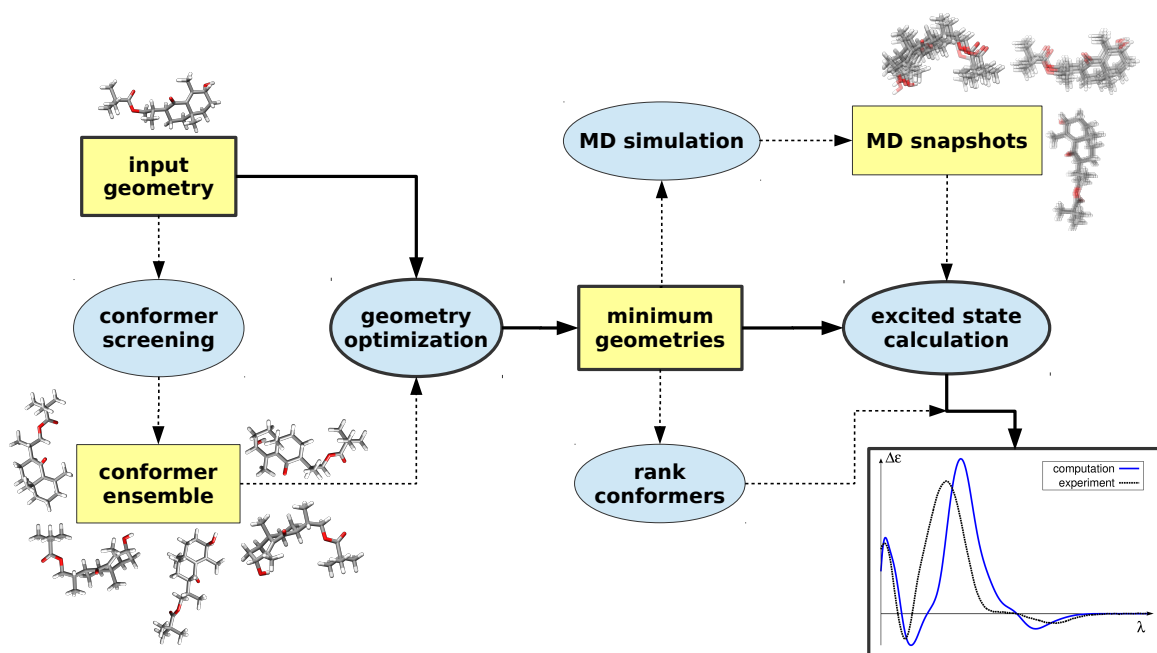 input
geometry
MD simulation
MD snapshots
conformer
screening
geometry
optimization
minimum
geometries
excited state
calculation
conformer
ensemble
rank
conformers
Δε
computation
experiment
λ